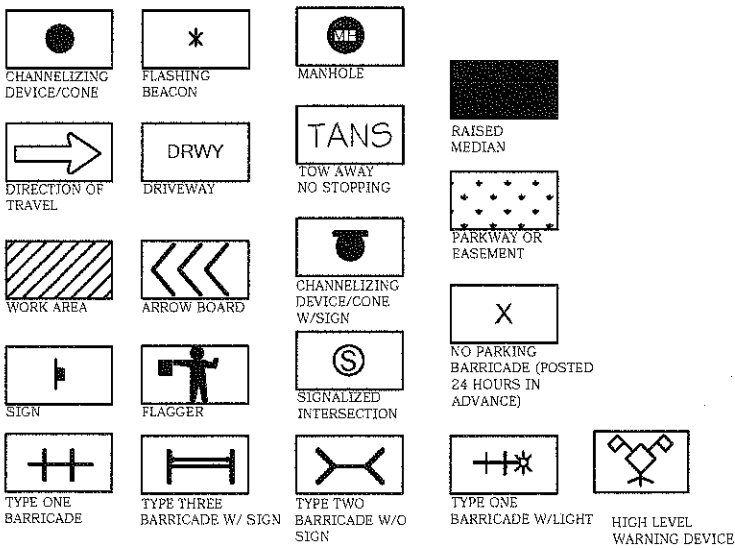 CHANNELIZING
DEVICE/CONE
FLASHING
BEACON
MH
MANHOLE
RAISED
MEDIAN
DIRECTION OF
TRAVEL
DRWY
DRIVEWAY
TANS
TOW AWAY
NO STOPPING
PARKWAY OR
EASEMENT
WORK AREA
ARROW BOARD
CHANNELIZING
DEVICE/CONE
W/SIGN
X
NO PARKING
BARRICADE (POSTED
24 HOURS IN
ADVANCE)
SIGN
FLAGGER
S
SIGNALIZED
INTERSECTION
TYPE ONE
BARRICADE
TYPE THREE
BARRICADE W/ SIGN
TYPE TWO
BARRICADE W/O
SIGN
TYPE ONE
BARRICADE W/LIGHT
HIGH LEVEL
WARNING DEVICE